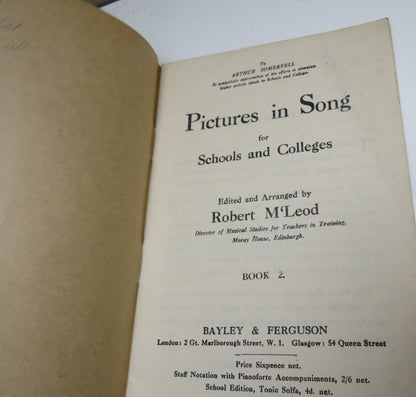 To
ARTHUR SOMERVELL
In sympathetic appreciation of his efforts to stimulate
higher artistic ideals in Schools and Colleges
Pictures in Song
for
Schools and Colleges
Edited and Arranged by
Robert M‘Leod
Director of Musical Studies for Teachers in Training,
Moray House, Edinburgh.
BOOK 2.
BAYLEY & FERGUSON
London: 2 Gt. Marlborough Street, W. 1. Glasgow: 54 Queen Street
Price Sixpence net.
Staff Notation with Pianoforte Accompaniments, 2/6 net.
School Edition, Tonic Solfa, 4d. net.